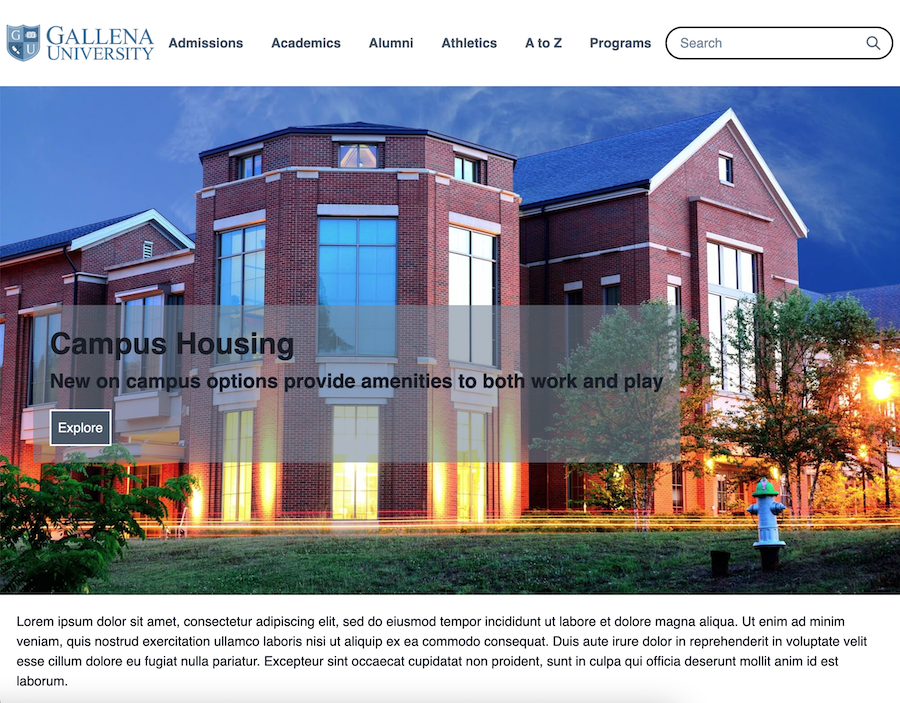 G U
GALLENA
UNIVERSITY
Admissions Academics Alumni Athletics A to Z Programs Search
Campus Housing
New on campus options provide amenities to both work and play
Explore
Lorem ipsum dolor sit amet, consectetur adipiscing elit, sed do eiusmod tempor incididunt ut labore et dolore magna aliqua. Ut enim ad minim
veniam, quis nostrud exercitation ullamco laboris nisi ut aliquip ex ea commodo consequat. Duis aute irure dolor in reprehenderit in voluptate velit
esse cillum dolore eu fugiat nulla pariatur. Excepteur sint occaecat cupidatat non proident, sunt in culpa qui officia deserunt mollit anim id est
laborum.